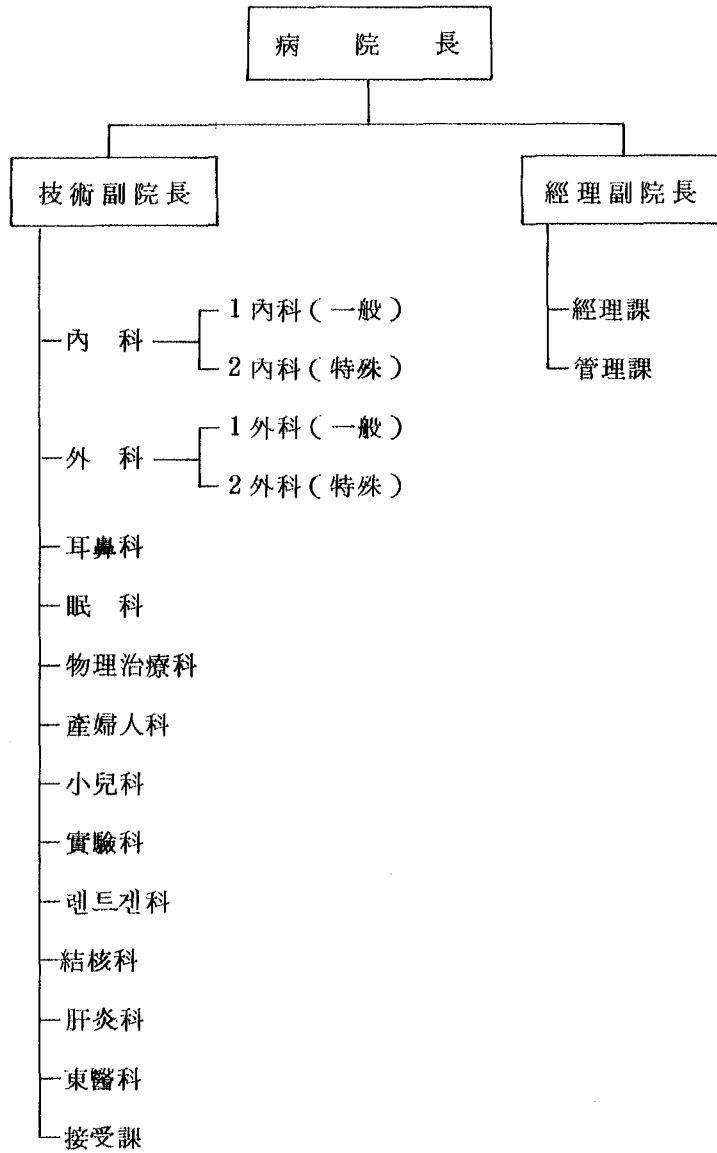 病院長
技術副院長
經理副院長
內科
1 內科 ( 一般 )
2 內科 ( 特殊 )
外科
1 外科 ( 一般 )
2 外科 ( 特殊 )
耳鼻科
眠科
物理治療科
產婦人科
小兒科
實驗科
렌트겐科
結核科
肝炎科
東醫科
接受課
經理課
管理課